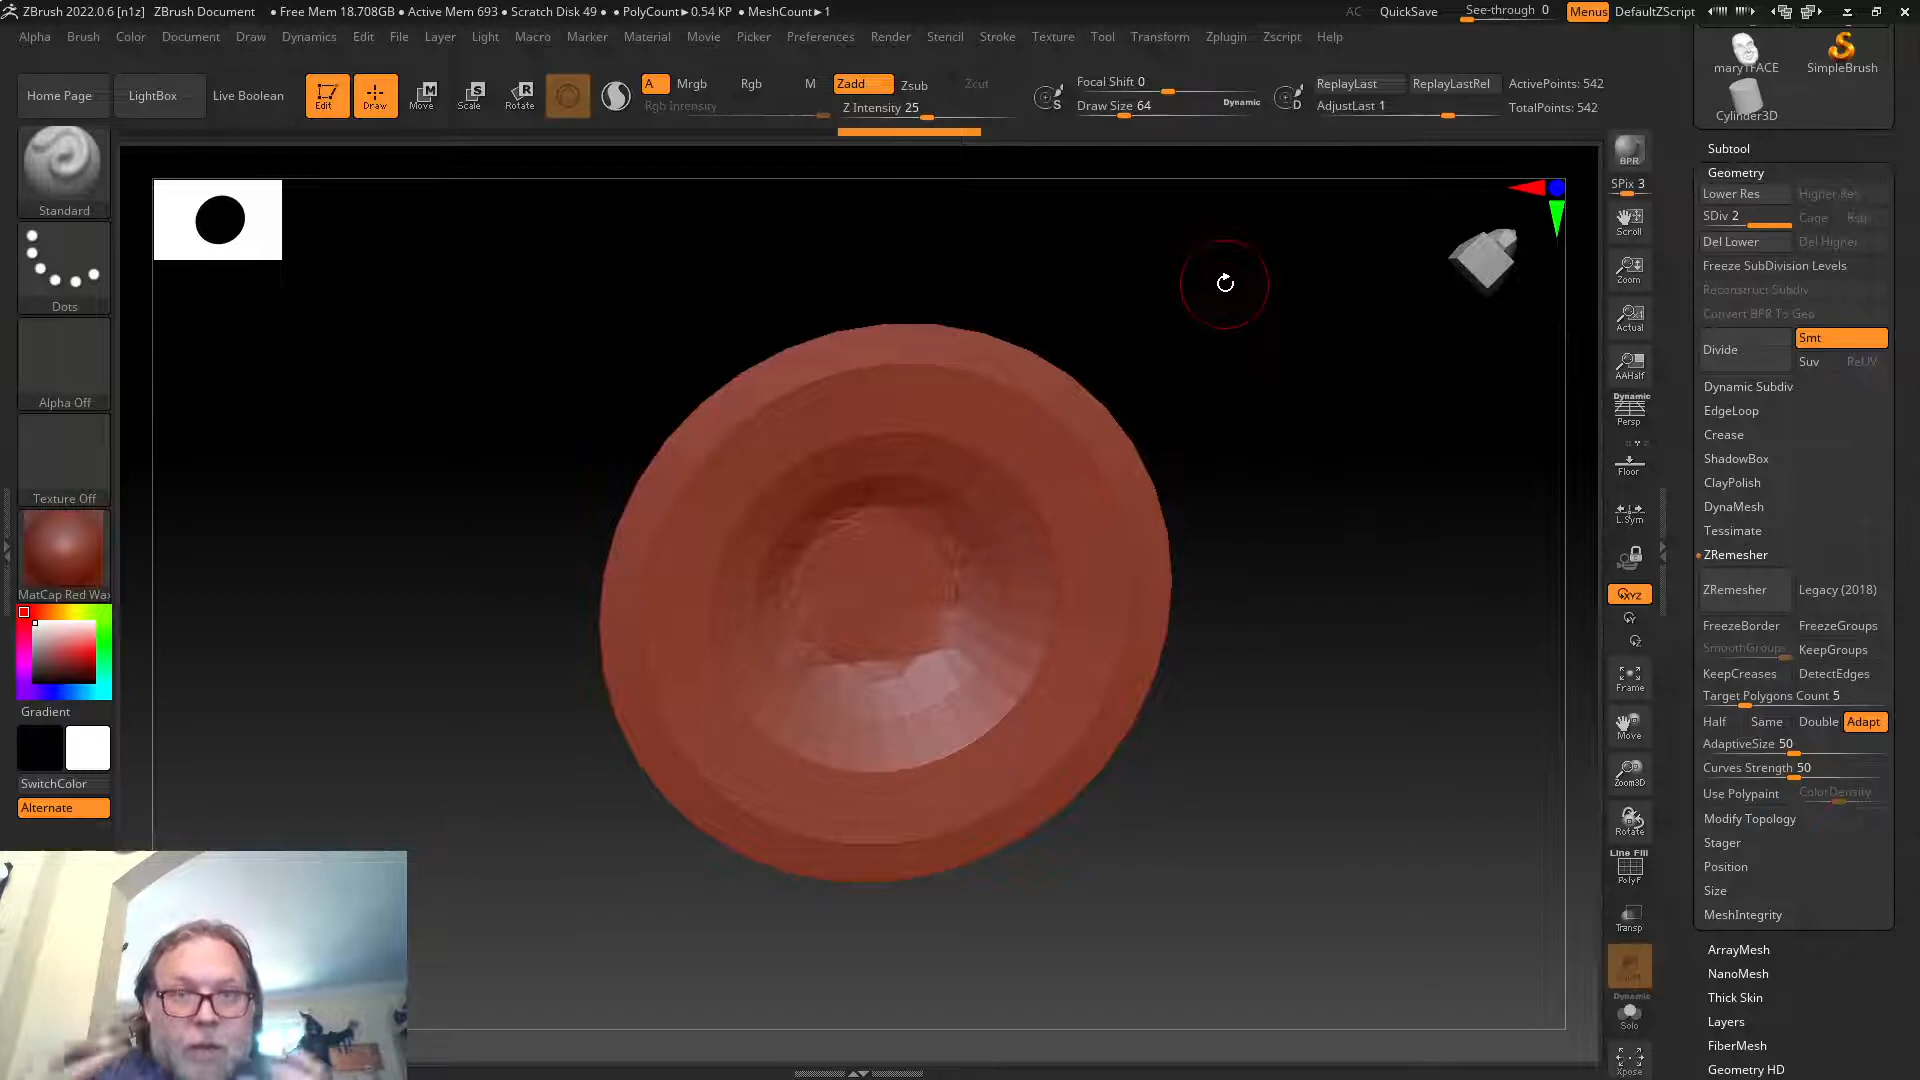 ZBrush 2022.0.6 [n1z] ZBrush Document ● Free Mem 18.708GB ● Active Mem 693 ● Scratch Disk 49 ● ● PolyCount► 0.54 KP ● MeshCount► 1 AC QuickSave See-through 0 Menus DefaultZScript
Alpha Brush Color Document Draw Dynamics Edit File Layer Light Macro Marker Material Movie Picker Preferences Render Stencil Stroke Texture Tool Transform Zplugin Zscript Help
Home Page LightBox Live Boolean Edit Draw Move Scale Rotate A Mrgb Rgb M Zadd Zsub Zcut
Rgb Intensity Z Intensity 25
Focal Shift 0
Draw Size 64 Dynamic
S D
ReplayLast ReplayLastRel ActivePoints: 542
AdjustLast 1 TotalPoints: 542
Standard
Dots
Alpha Off
Texture Off
MatCap Red Wax
Gradient
SwitchColor
Alternate
BPR
SPix 3
Scroll
Zoom
Actual
AAHalf
Dynamic
Persp
Floor
L.Sym
XYZ
Frame
Move
Zoom3D
Rotate
Line Fill
PolyF
Transp
Dynamic
Solo
Xpose
SimpleBrush
Cylinder3D
Subtool
Geometry
Lower Res Higher Res
SDiv 2 Cage Rstr
Del Lower Del Higher
Freeze SubDivision Levels
Reconstruct Subdiv
Convert BPR To Geo
Divide Smt
Suv ReUV
Dynamic Subdiv
EdgeLoop
Crease
ShadowBox
ClayPolish
DynaMesh
Tessimate
ZRemesher
ZRemesher Legacy (2018)
FreezeBorder FreezeGroups
SmoothGroups KeepGroups
KeepCreases DetectEdges
Target Polygons Count 5
Half Same Double Adapt
AdaptiveSize 50
Curves Strength 50
Use Polypaint ColorDensity
Modify Topology
Stager
Position
Size
MeshIntegrity
ArrayMesh
NanoMesh
Thick Skin
Layers
FiberMesh
Geometry HD